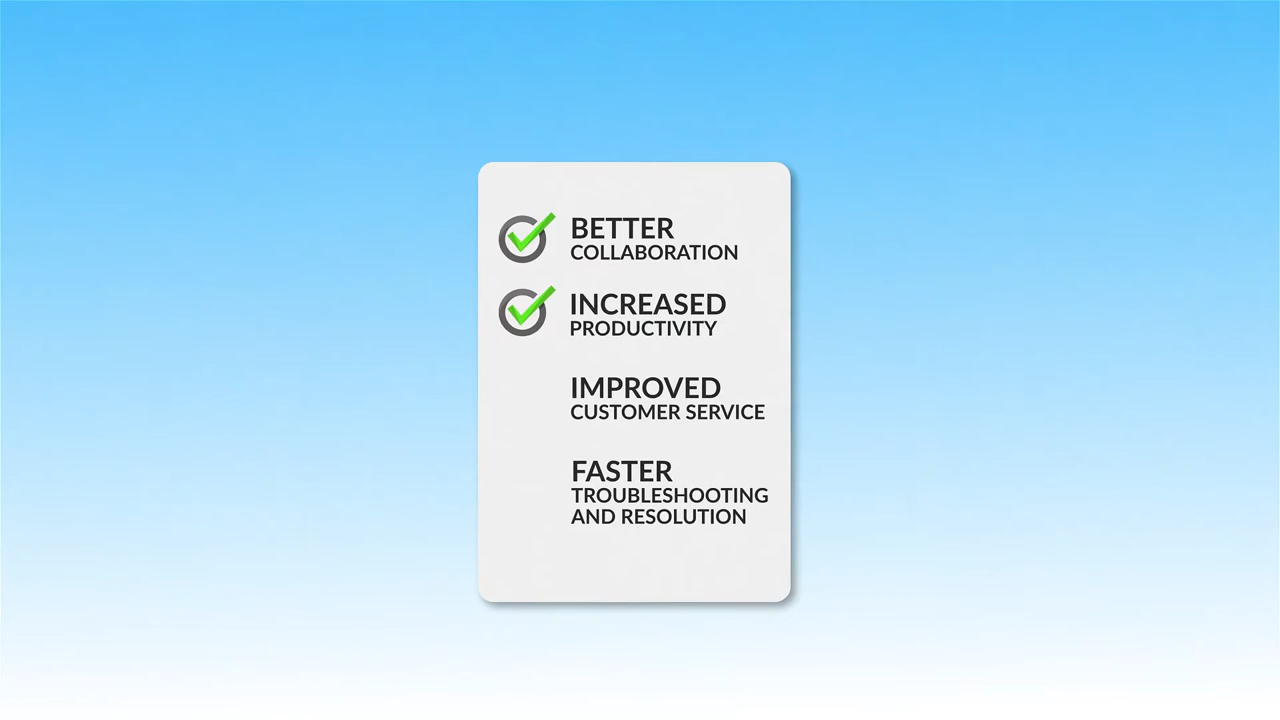 BETTER
COLLABORATION
INCREASED
PRODUCTIVITY
IMPROVED
CUSTOMER SERVICE
FASTER
TROUBLESHOOTING
AND RESOLUTION